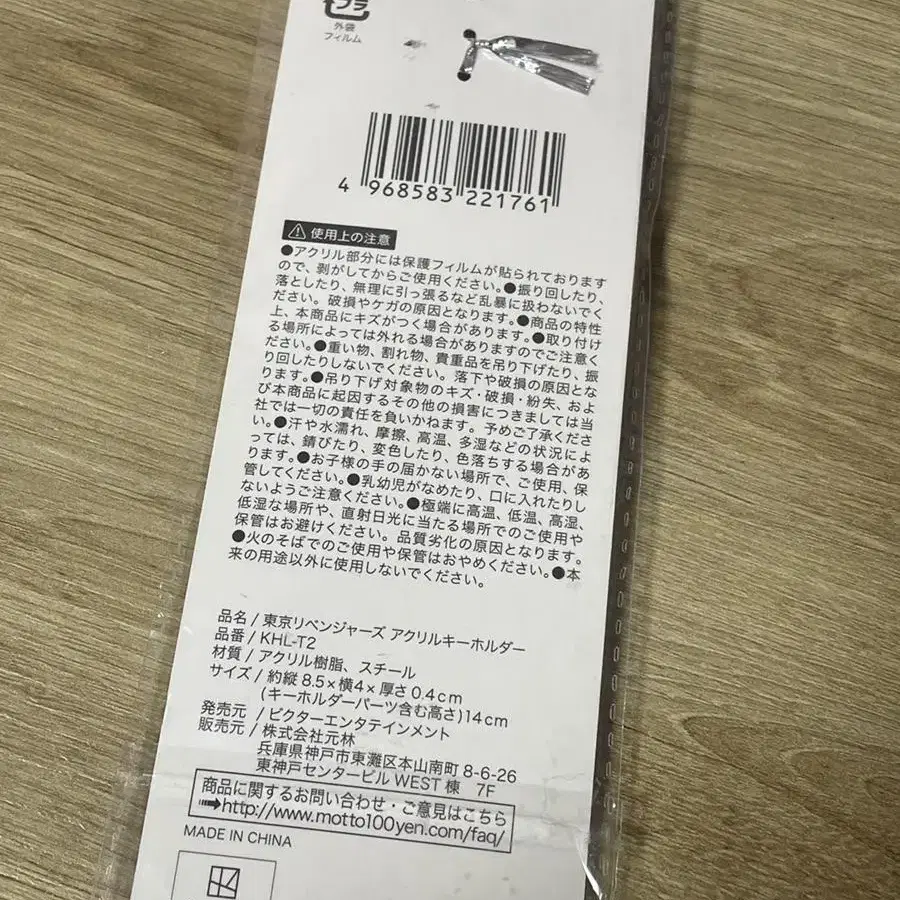 プラ
外袋
フィルム
4 968583 221761
使用上の注意
●アクリル部分には保護フィルムが貼られております
ので、剥がしてからご使用ください。●振り回したり、
落としたり、無理に引っ張るなど乱暴に扱わないでく
ださい。破損やケガの原因となります。●商品の特性
上、本商品にキズがつく場合があります。●取り付け
る場所によっては外れる場合がありますのでご注意く
ださい。●重い物、割れ物、貴重品を吊り下げたり、振
り回したりしないでください。落下や破損の原因とな
ります。●吊り下げ対象物のキズ・破損・紛失、およ
び本商品に起因するその他の損害につきましては当
社では一切の責任を負いかねます。予めご了承くださ
い。●汗や水濡れ、摩擦、高温、多湿などの状況によ
っては、錆びたり、変色したり、色落ちする場合があ
ります。●お子様の手の届かない場所で、ご使用、保
管してください。●乳幼児がなめたり、口に入れたりし
ないようご注意ください。●極端に高温、低温、高湿、
低湿な場所や、直射日光に当たる場所でのご使用や
保管はお避けください。品質劣化の原因となります。
●火のそばでのご使用や保管はおやめください。●本
来の用途以外に使用しないでください。
品名/東京リベンジャーズ アクリルキーホルダー
品番/KHL-T2
材質/アクリル樹脂、スチール
サイズ/約縦8.5×横4×厚さ0.4cm
(キーホルダーパーツ含む高さ)14cm
発売元/ビクターエンタテインメント
販売元/株式会社元林
兵庫県神戸市東灘区本山南町8-6-26
東神戸センタービル WEST 棟 7F
商品に関するお問い合わせ・ご意見はこちら
➡http://www.motto100yen.com/faq/
MADE IN CHINA